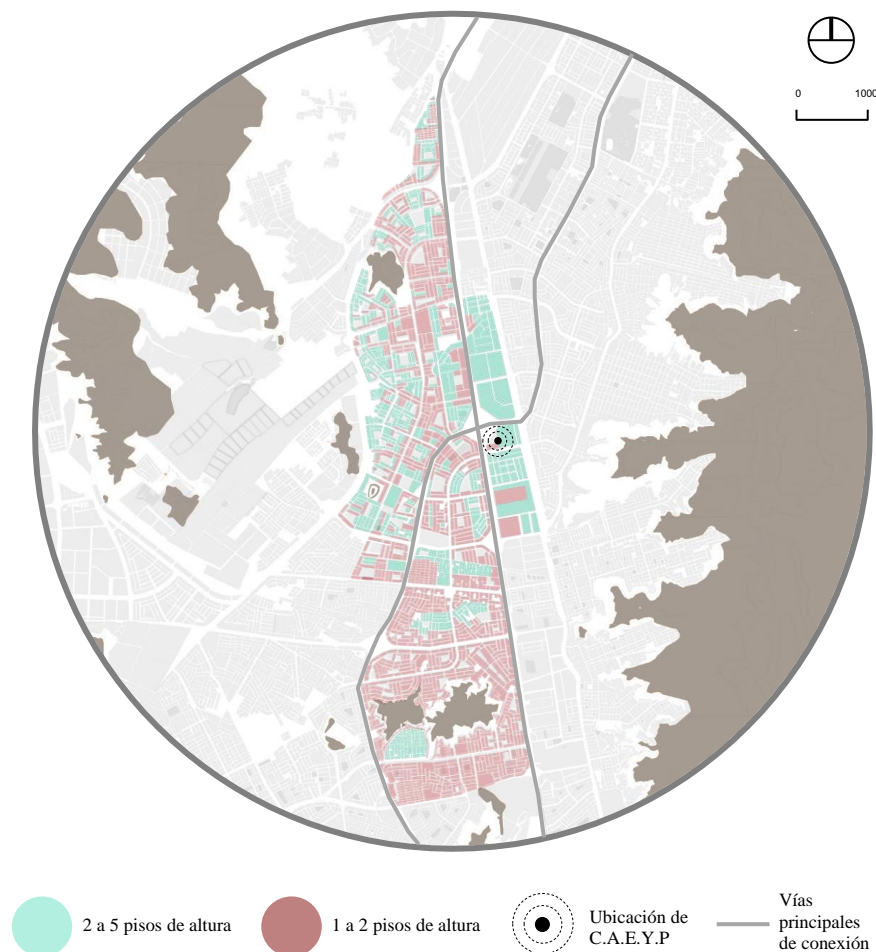 0 1000
2 a 5 pisos de altura
1 a 2 pisos de altura
Ubicación de
C.A.E.Y.P
Vías
principales
de conexión